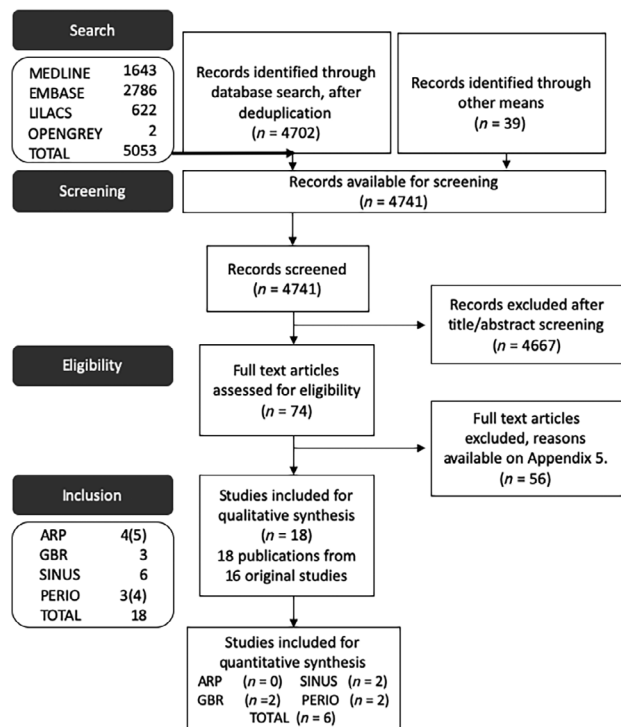 Search
MEDLINE 1643
EMBASE 2786
LILACS 622
OPENGREY 2
TOTAL 5053
Records identified through
database search, after
deduplication
(n = 4702)
Records identified through
other means
(n = 39)
Screening
Records available for screening
(n = 4741)
Records screened
(n = 4741)
Records excluded after
title/abstract screening
(n = 4667)
Eligibility
Full text articles
assessed for eligibility
(n = 74)
Full text articles
excluded, reasons
available on Appendix 5.
(n = 56)
Inclusion
ARP 4(5)
GBR 3
SINUS 6
PERIO 3(4)
TOTAL 18
Studies included for
qualitative synthesis
(n = 18)
18 publications from
16 original studies
Studies included for
quantitative synthesis
ARP (n = 0) SINUS (n = 2)
GBR (n =2) PERIO (n = 2)
TOTAL (n = 6)